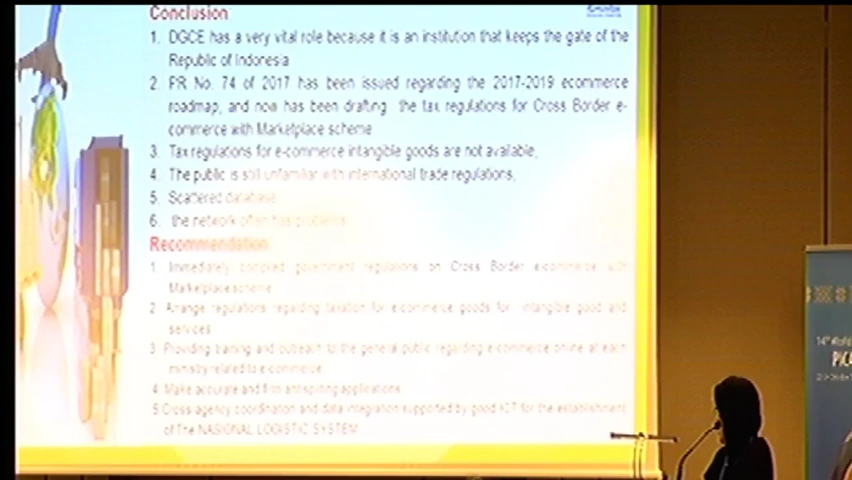 Conclusion
1. DGCE has a very vital role because it is an institution that keeps the gate of the
Republic of Indonesia
2. PR No. 74 of 2017 has been issued regarding the 2017-2019 ecommerce
roadmap, and now has been drafting the tax regulations for Cross Border e-
commerce with Marketplace scheme
3. Tax regulations for e-commerce intangible goods are not available,
4. The public is still unfamiliar with international trade regulations,
5. Scattered database
6. the network often has problems
Recommendation
1. Immediately compiled government regulations on Cross Border e-commerce with
Marketplace scheme
2. Arrange regulations regarding taxation for e-commerce goods for intangible good and
services
3. Providing training and outreach to the general public regarding e-commerce online at each
ministry related to e-commerce
4. Make accurate and firm antispliting applications
5. Cross agency coordination and data integration supported by good ICT for the establishment
of The NASIONAL LOGISTIC SYSTEM
14th World